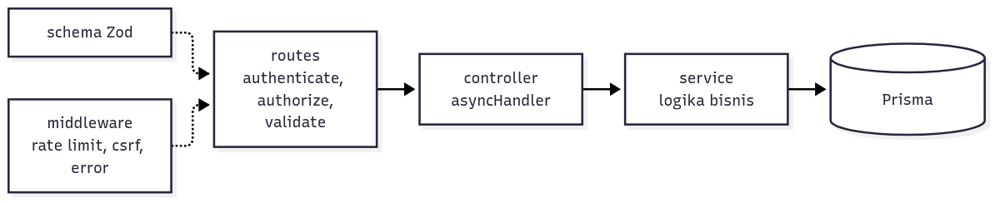 schema Zod
middleware
rate limit, csrf,
error
routes
authenticate,
authorize,
validate
controller
asyncHandler
service
logika bisnis
Prisma